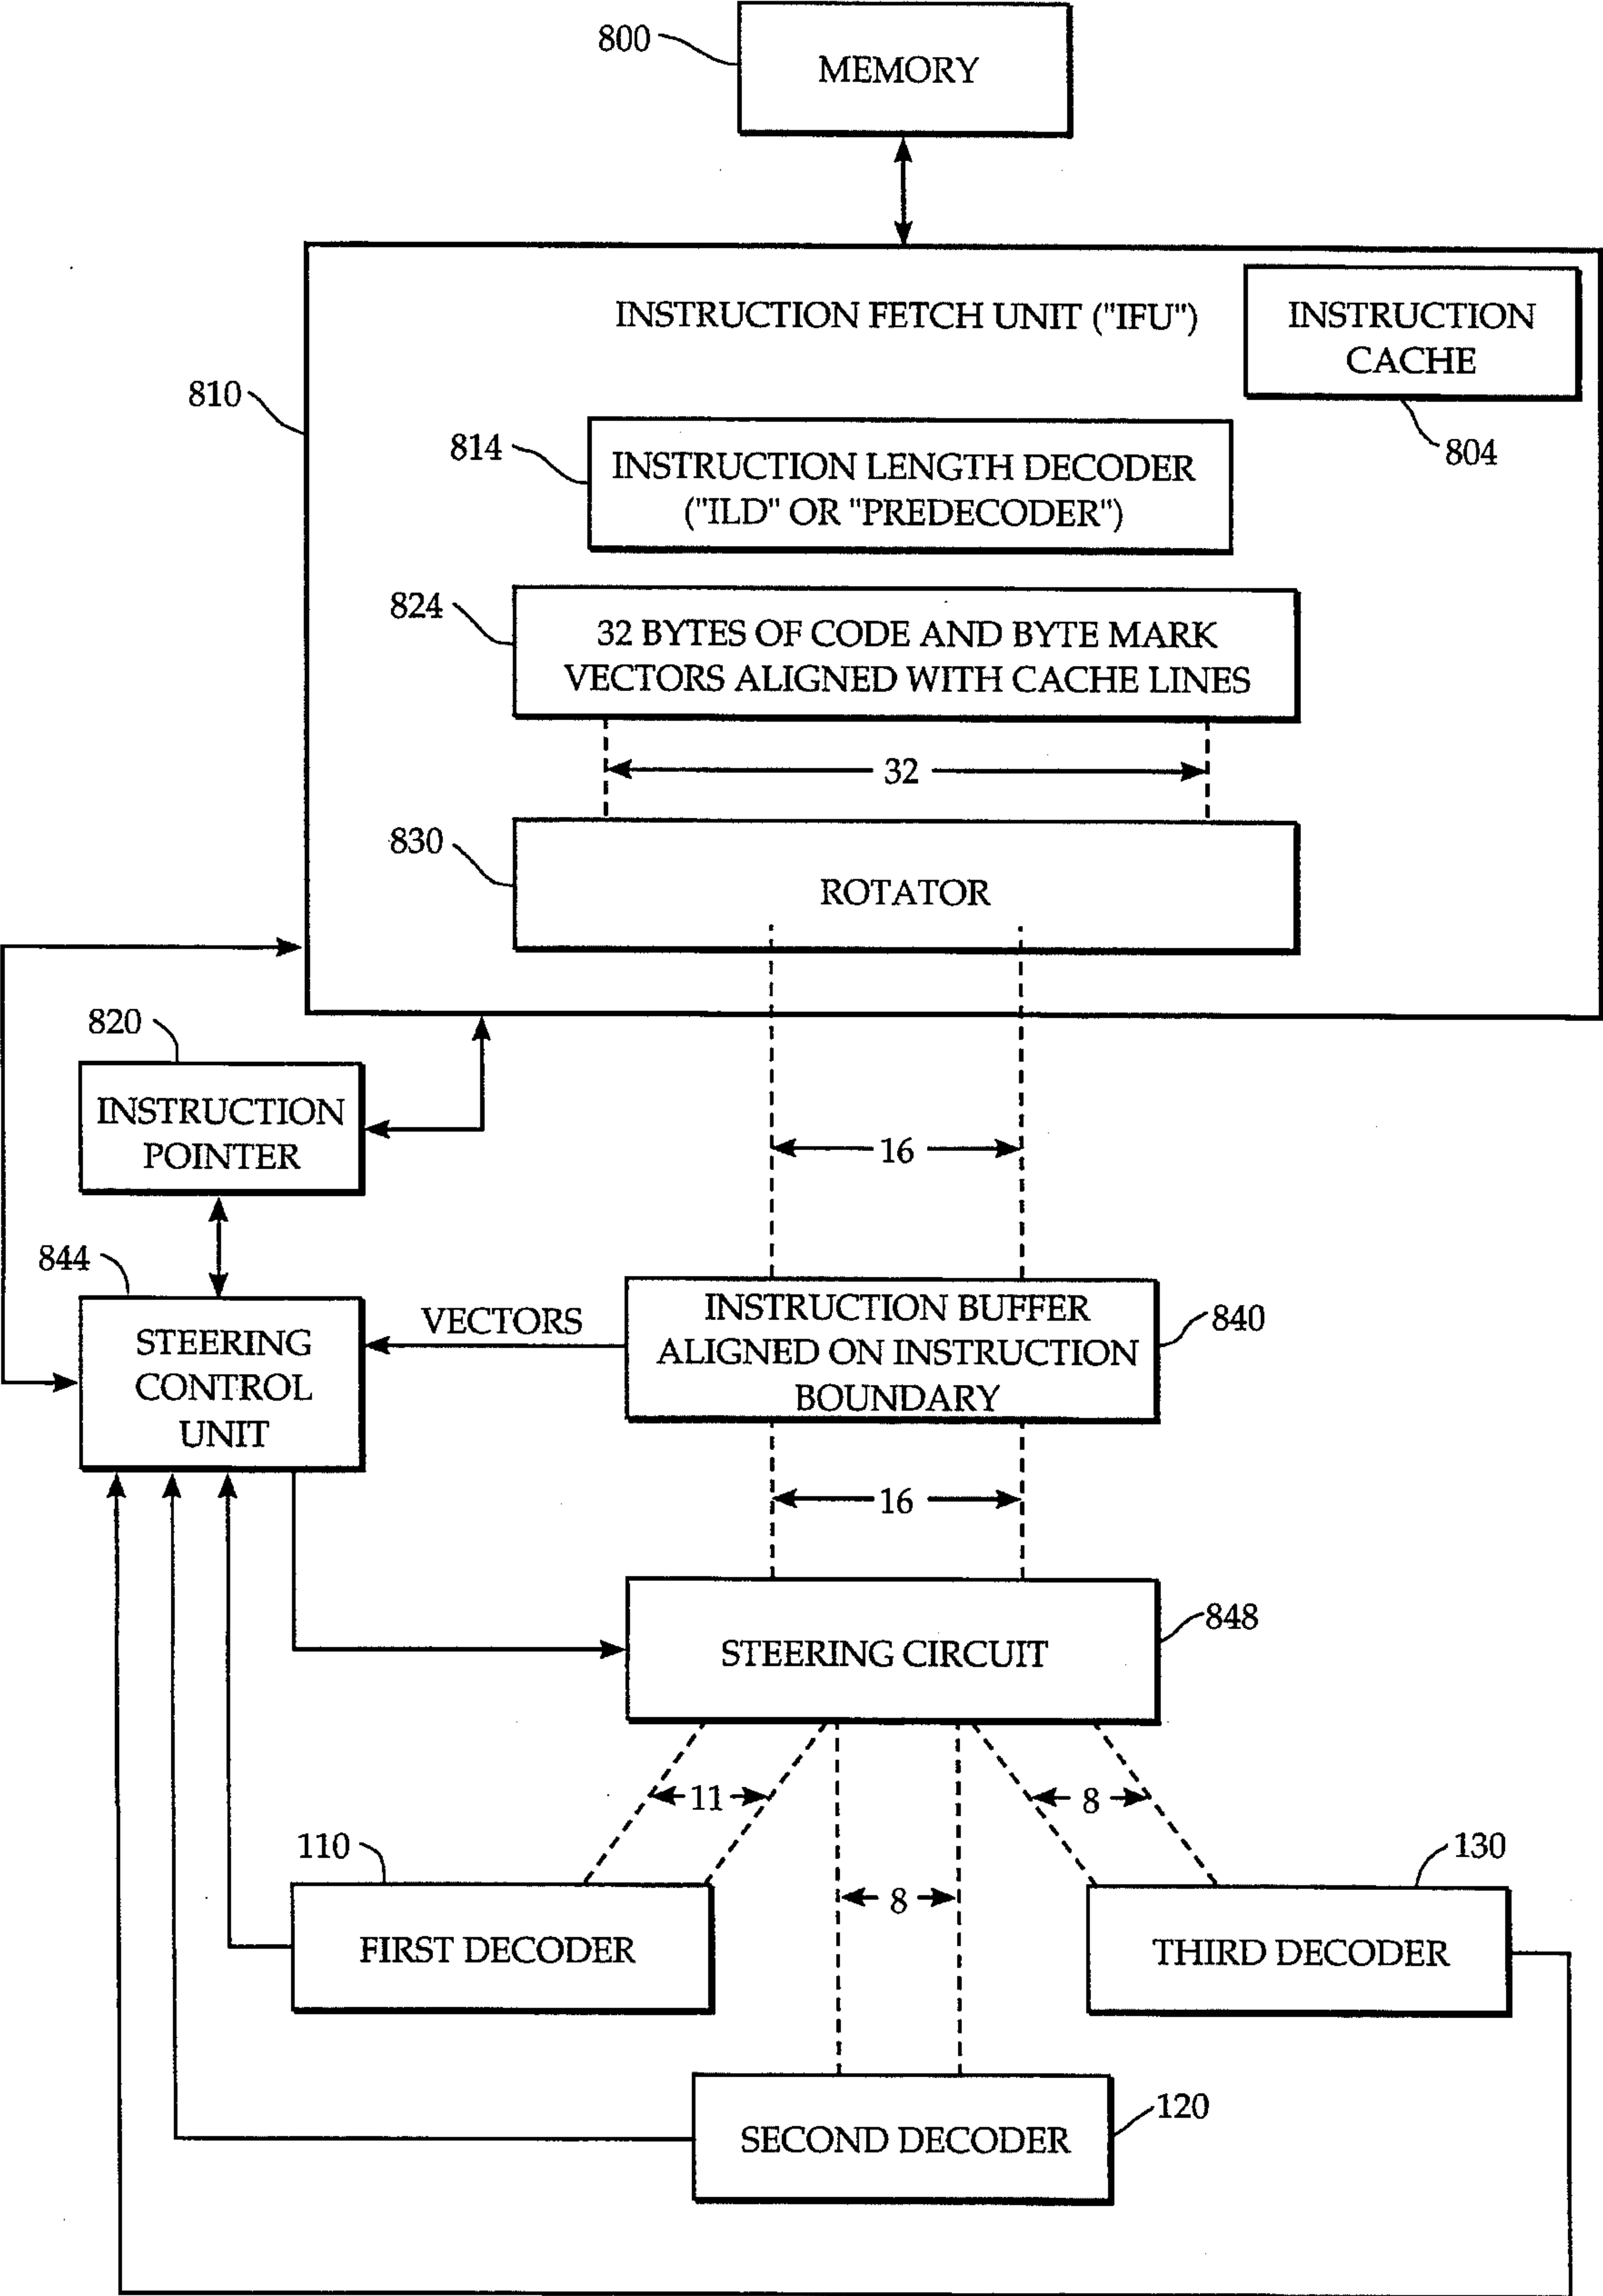 800
MEMORY
INSTRUCTION FETCH UNIT ("IFU")
INSTRUCTION
CACHE
804
810
814
INSTRUCTION LENGTH DECODER
("ILD" OR "PREDECODER")
824
32 BYTES OF CODE AND BYTE MARK
VECTORS ALIGNED WITH CACHE LINES
32
830
ROTATOR
820
INSTRUCTION
POINTER
16
844
STEERING
CONTROL
UNIT
VECTORS
INSTRUCTION BUFFER
ALIGNED ON INSTRUCTION
BOUNDARY
840
16
STEERING CIRCUIT
848
11
8
8
110
FIRST DECODER
130
THIRD DECODER
SECOND DECODER
120